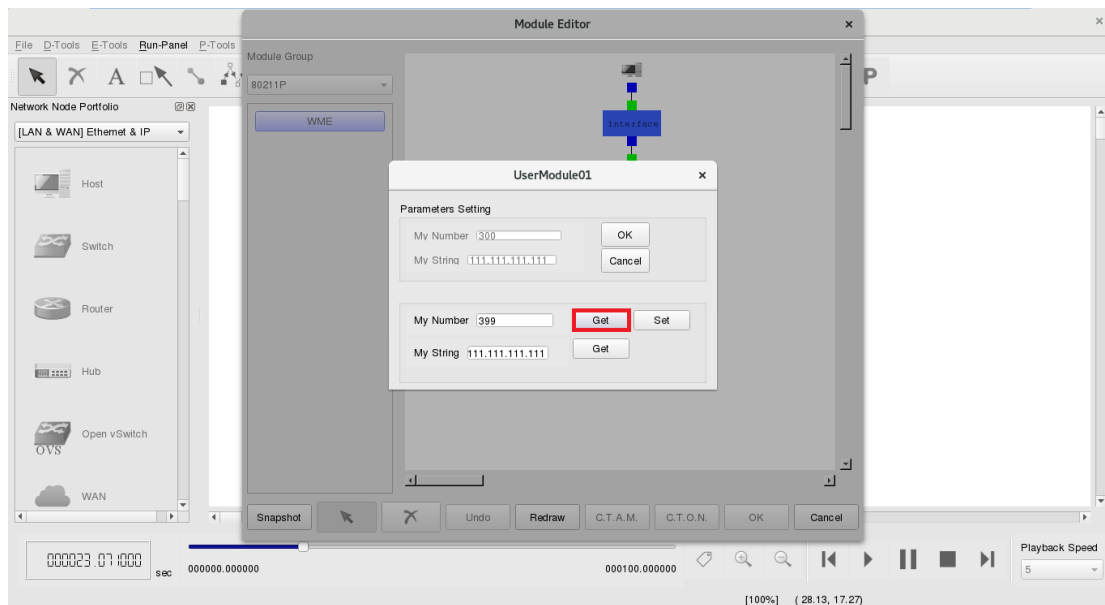 Module Editor
File D-Tools E-Tools Run-Panel P-Tools
Module Group
80211P
WME
A
P
Network Node Portfolio
[LAN & WAN] Ethernet & IP
Host
Switch
Router
Hub
Open vSwitch
OVS
WAN
Interface
UserModule01
Parameters Setting
My Number 300 OK
My String 111.111.111.111 Cancel
My Number 399 Get Set
My String 111.111.111.111 Get
Snapshot Undo Redraw C.T.A.M. C.T.O.N. OK Cancel
000023.071000 sec
000000.000000
000100.000000
Playback Speed
5
[100%] ( 28.13, 17.27)